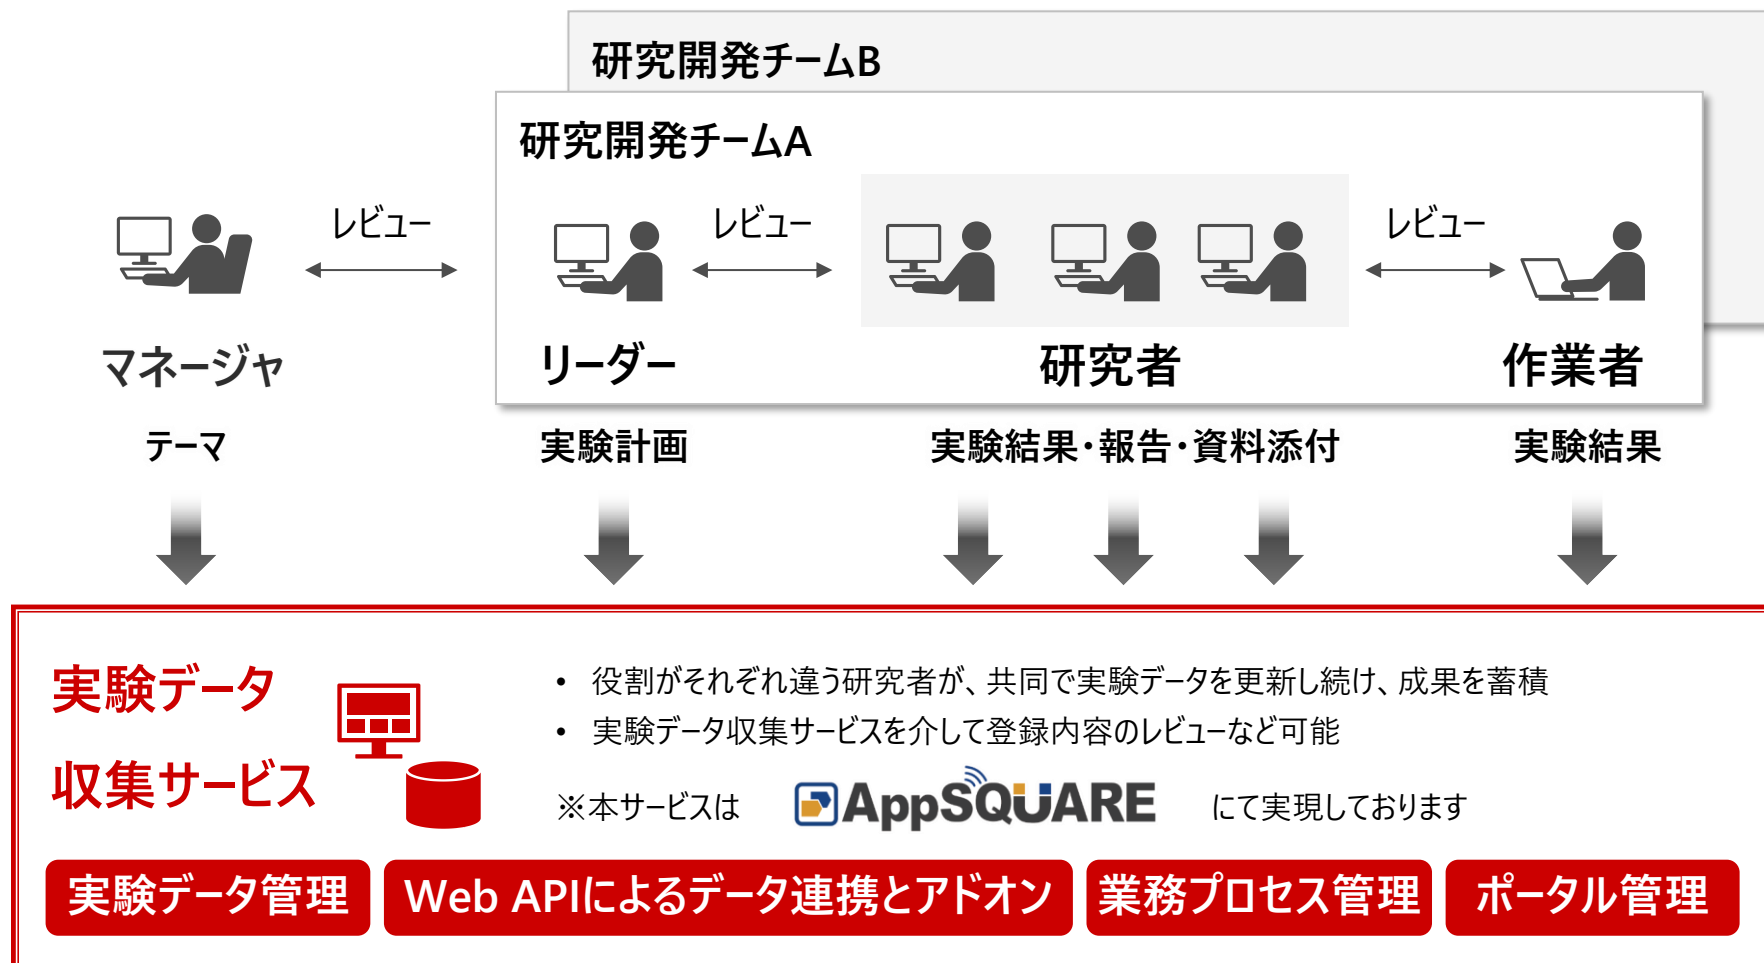 研究開発チームB
研究開発チームA
レビュー
レビュー
レビュー
マネージャ
リーダー
研究者
作業者
テーマ
実験計画
実験結果・報告・資料添付
実験結果
実験データ
収集サービス
• 役割がそれぞれ違う研究者が、共同で実験データを更新し続け、成果を蓄積
• 実験データ収集サービスを介して登録内容のレビューなど可能
※本サービスは AppSQUARE にて実現しております
実験データ管理
Web APIによるデータ連携とアドオン
業務プロセス管理
ポータル管理